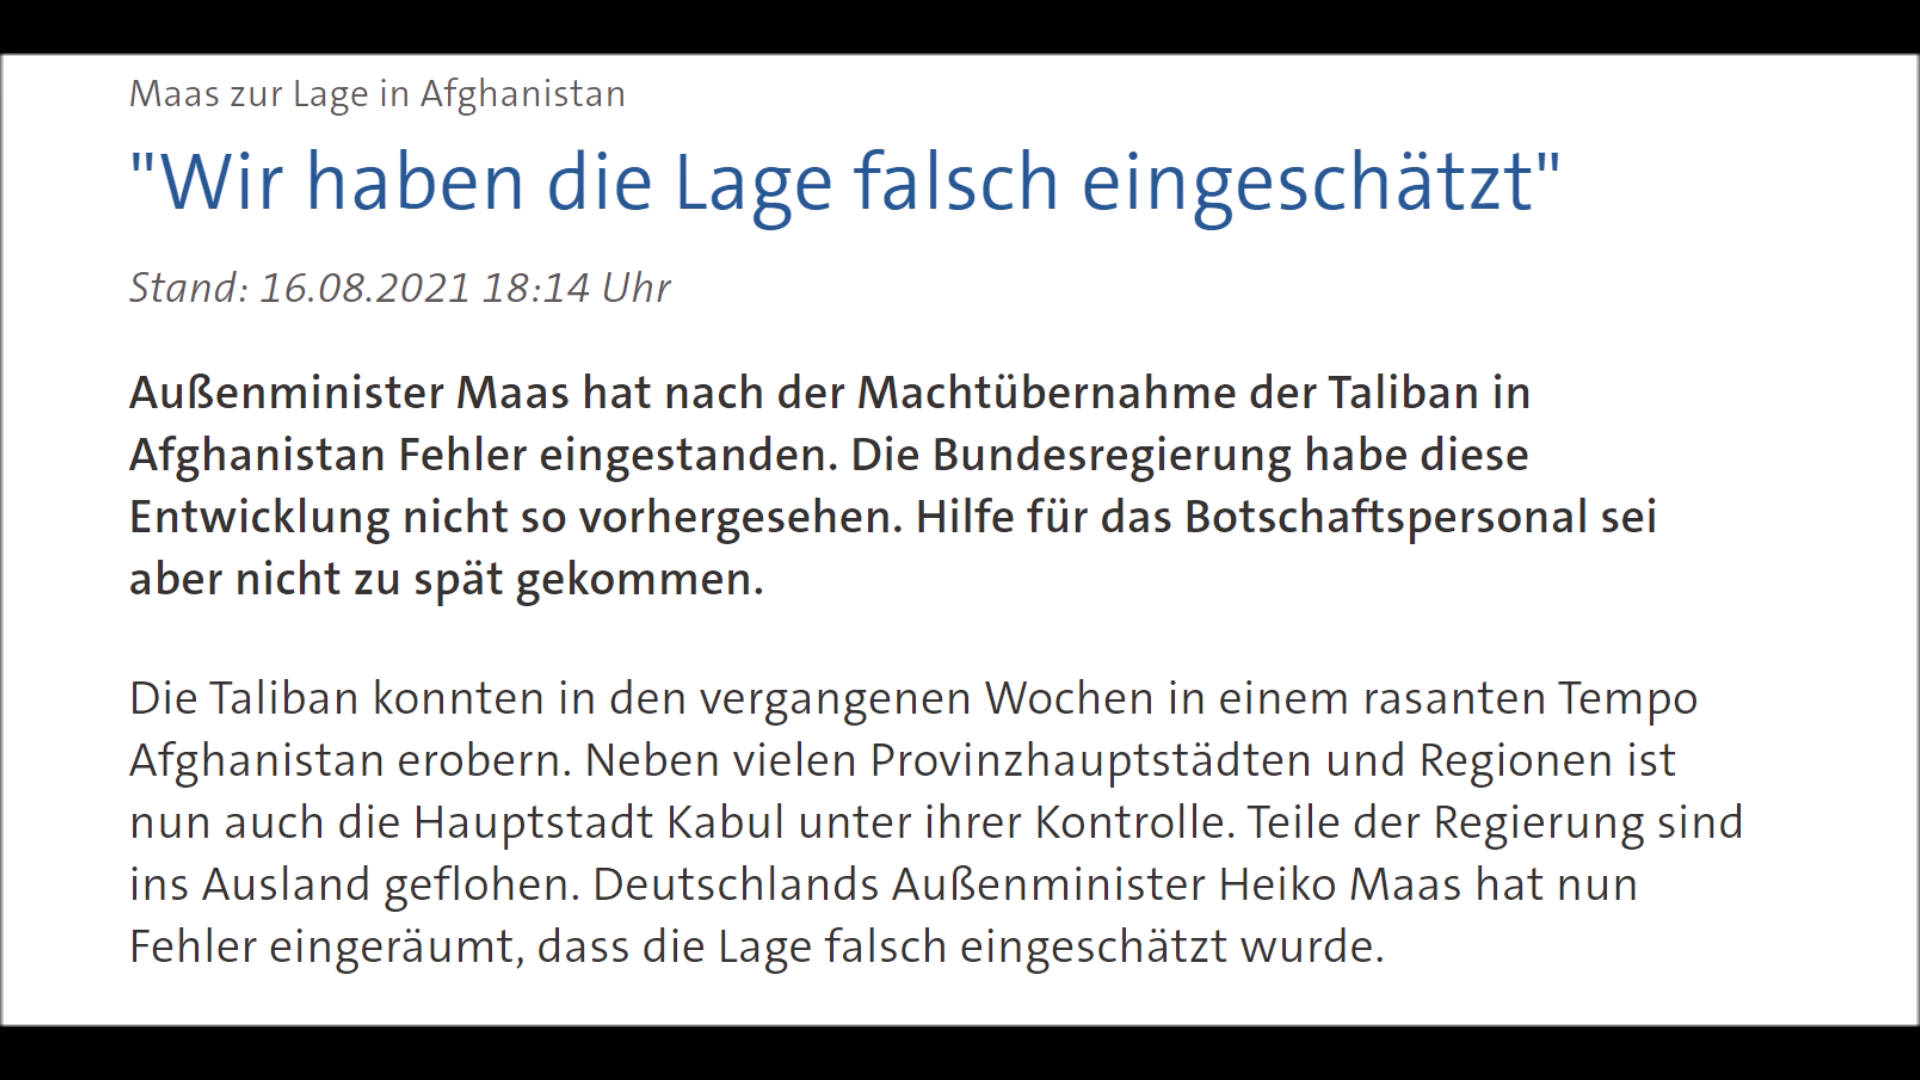 Maas zur Lage in Afghanistan
"Wir haben die Lage falsch eingeschätzt"
Stand: 16.08.2021 18:14 Uhr
Außenminister Maas hat nach der Machtübernahme der Taliban in
Afghanistan Fehler eingestanden. Die Bundesregierung habe diese
Entwicklung nicht so vorhergesehen. Hilfe für das Botschaftspersonal sei
aber nicht zu spät gekommen.
Die Taliban konnten in den vergangenen Wochen in einem rasanten Tempo
Afghanistan erobern. Neben vielen Provinzhauptstädten und Regionen ist
nun auch die Hauptstadt Kabul unter ihrer Kontrolle. Teile der Regierung sind
ins Ausland geflohen. Deutschlands Außenminister Heiko Maas hat nun
Fehler eingeräumt, dass die Lage falsch eingeschätzt wurde.